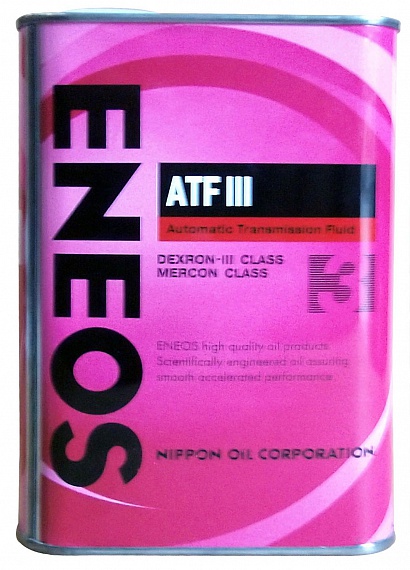 ENEOS
ATF III
Automatic Transmission Fluid
DEXRON-III CLASS
MERCON CLASS
3
ENEOS high quality oil products.
Scientifically engineered oil assuring
smooth accelerated performance.
NIPPON OIL CORPORATION